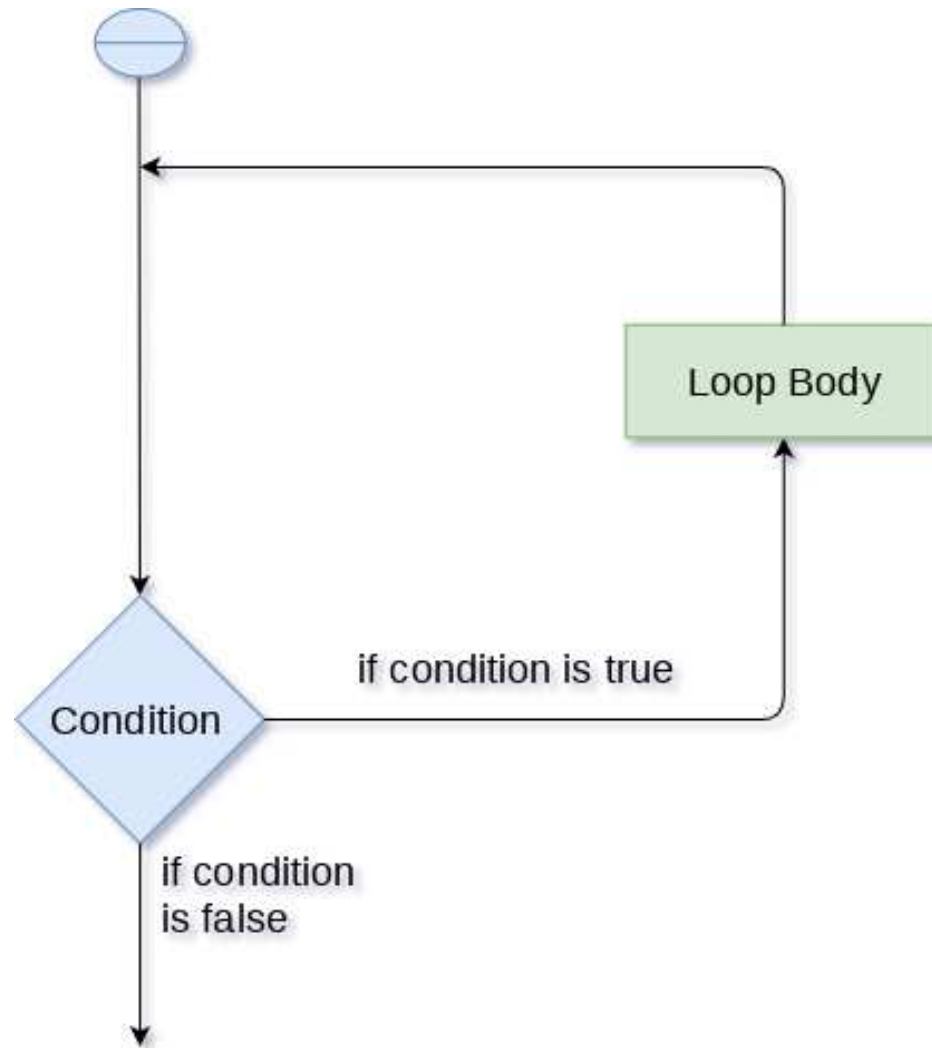 Loop Body
if condition is true
Condition
if condition
is false